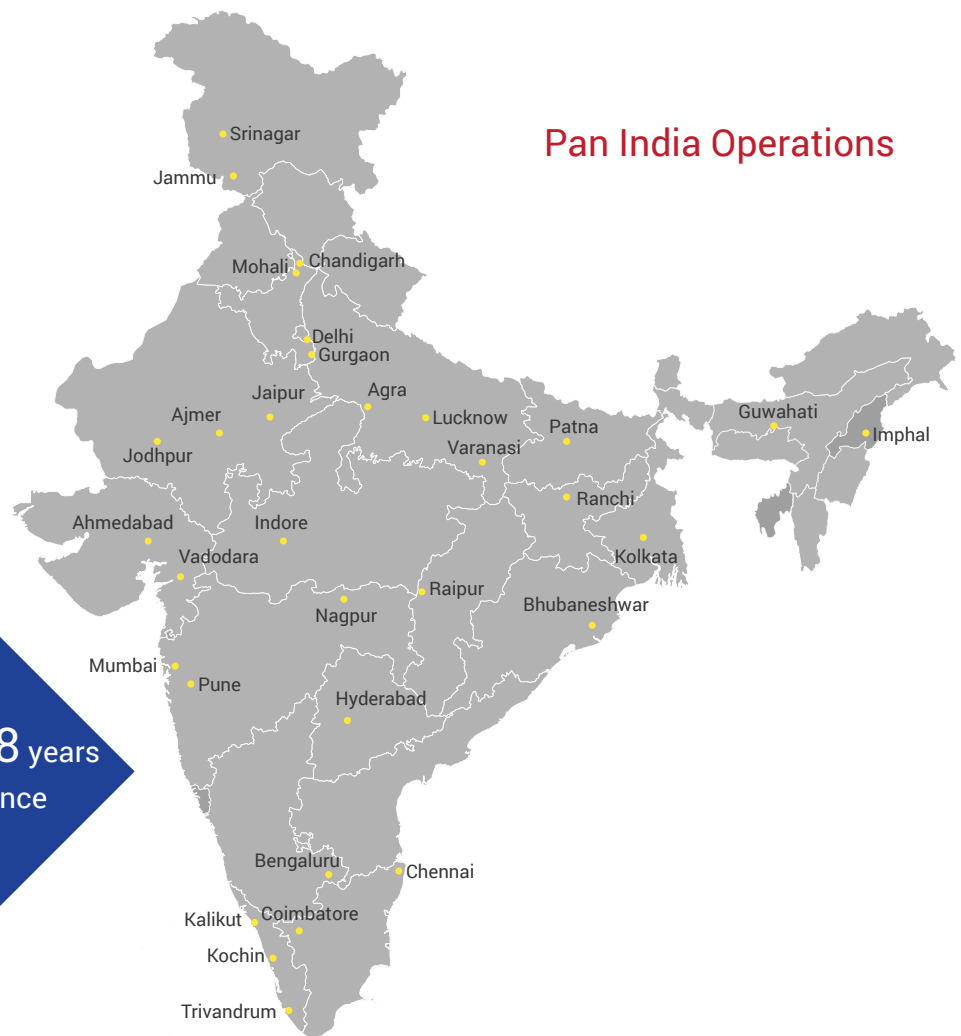 Pan India Operations
Srinagar
Jammu
Chandigarh
Mohali
Delhi
Gurgaon
Jaipur
Agra
Ajmer
Lucknow
Guwahati
Patna
Imphal
Jodhpur
Varanasi
Ranchi
Ahmedabad
Indore
Kolkata
Vadodara
Raipur
Nagpur
Bhubaneshwar
Mumbai
Pune
Hyderabad
8 years
nce
Bengaluru
Chennai
Kalikut
Coimbatore
Kochin
Trivandrum